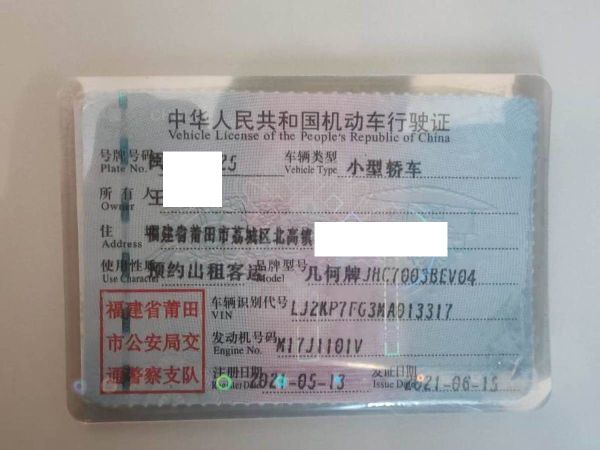 中华人民共和国机动车行驶证
Vehicle License of the People's Republic of China
号牌号码 闽 25 车辆类型 小型轿车
Plate No. Vehicle Type
所有人 王
Owner
住 福建省莆田市荔城区北高镇
Address
使用性质 预约出租客运 品牌型号 几何牌JHC7003BEV04
Use Character Model
福建省莆田
市公安局交
通警察支队
车辆识别代号 LJ2KP7FG3MA013317
VIN
发动机号码 M17J1101V
Engine No.
注册日期 2021-05-13 发证日期 2021-06-15
Register Date Issue Date